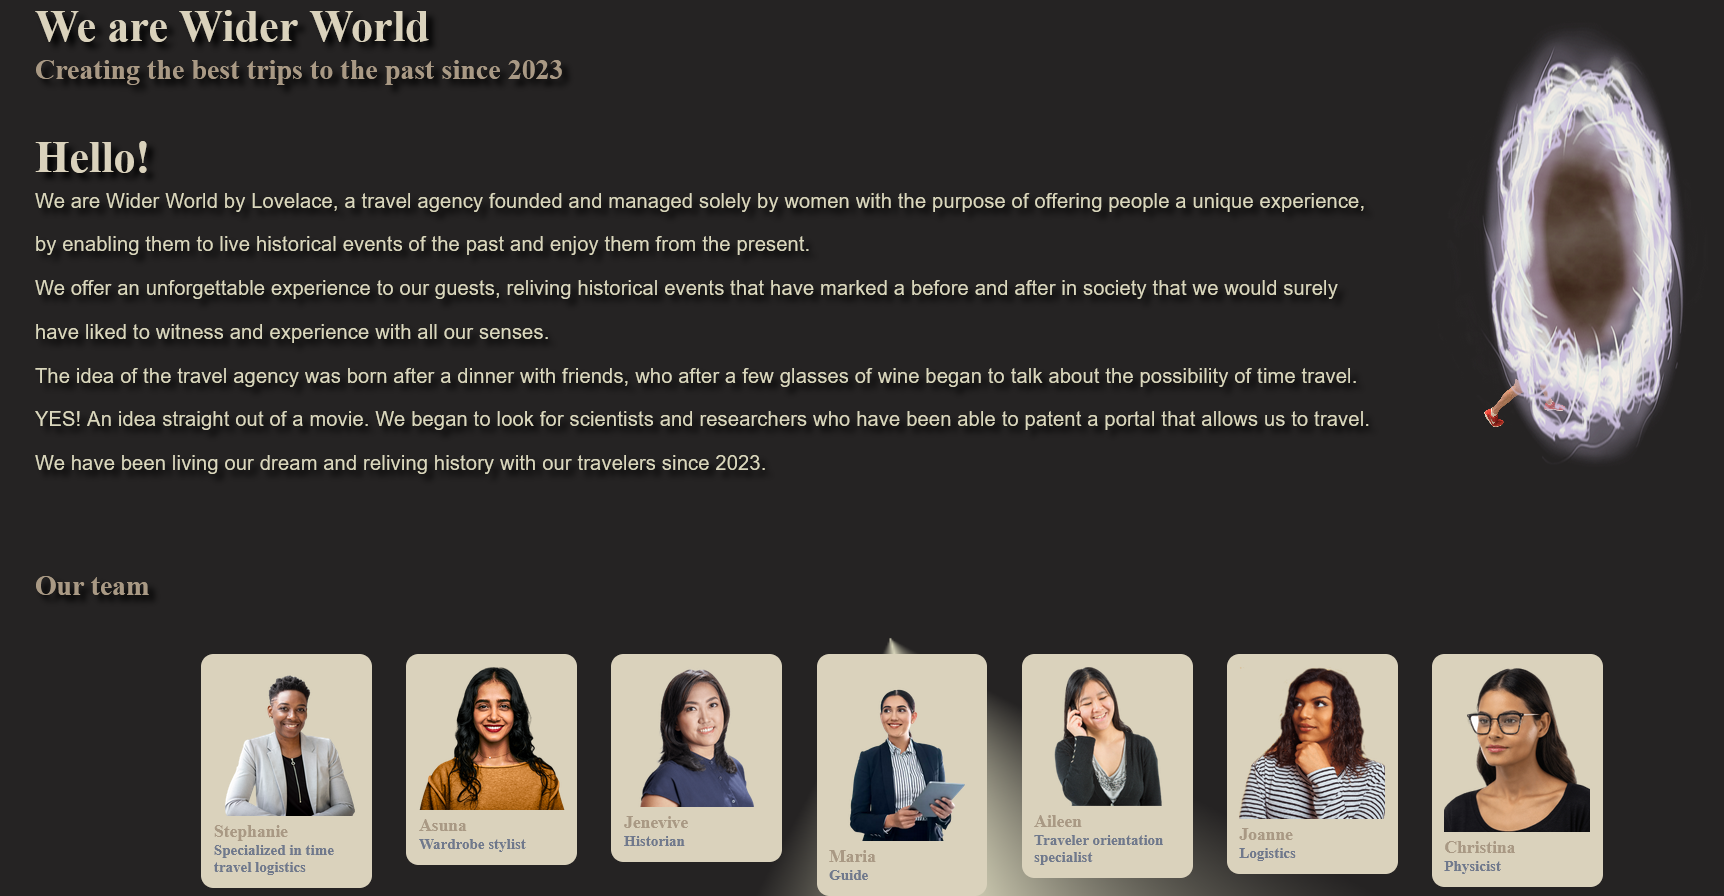 We are Wider World
Creating the best trips to the past since 2023
Hello!
We are Wider World by Lovelace, a travel agency founded and managed solely by women with the purpose of offering people a unique experience,
by enabling them to live historical events of the past and enjoy them from the present.
We offer an unforgettable experience to our guests, reliving historical events that have marked a before and after in society that we would surely
have liked to witness and experience with all our senses.
The idea of the travel agency was born after a dinner with friends, who after a few glasses of wine began to talk about the possibility of time travel.
YES! An idea straight out of a movie. We began to look for scientists and researchers who have been able to patent a portal that allows us to travel.
We have been living our dream and reliving history with our travelers since 2023.
Our team
Stephanie
Specialized in time
travel logistics
Asuna
Wardrobe stylist
Jenevive
Historian
Maria
Guide
Aileen
Traveler orientation
specialist
Joanne
Logistics
Christina
Physicist